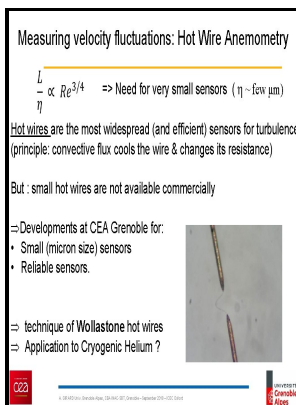 Measuring velocity fluctuations: Hot Wire Anemometry
L/η ∝ Re^3/4 => Need for very small sensors ( η ~ few µm)
Hot wires are the most widespread (and efficient) sensors for turbulence
(principle: convective flux cools the wire & changes its resistance)
But : small hot wires are not available commercially
⇒Developments at CEA Grenoble for:
• Small (micron size) sensors
• Reliable sensors.
⇒ technique of Wollastone hot wires
⇒ Application to Cryogenic Helium ?
cea
UNIVERSITÉ
Grenoble
Alpes